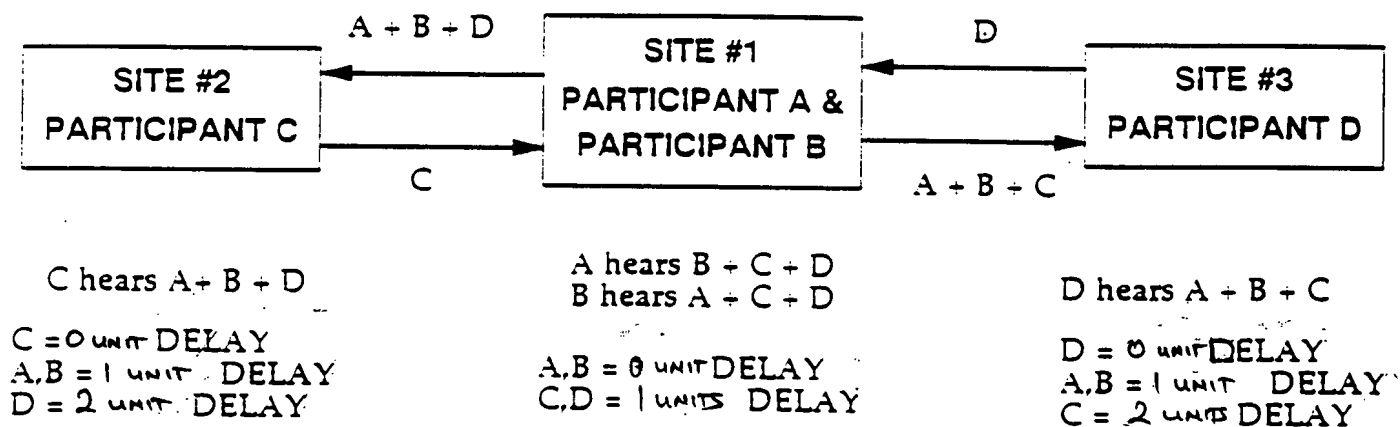 A + B + D
D
SITE #2
PARTICIPANT C
SITE #1
PARTICIPANT A &
PARTICIPANT B
SITE #3
PARTICIPANT D
C
A + B + C
C hears A + B + D
A hears B + C + D
B hears A + C + D
D hears A + B + C
C = 0 UNIT DELAY
A,B = 1 UNIT DELAY
D = 2 UNIT DELAY
A,B = 0 UNIT DELAY
C,D = 1 UNITS DELAY
D = 0 UNIT DELAY
A,B = 1 UNIT DELAY
C = 2 UNITS DELAY